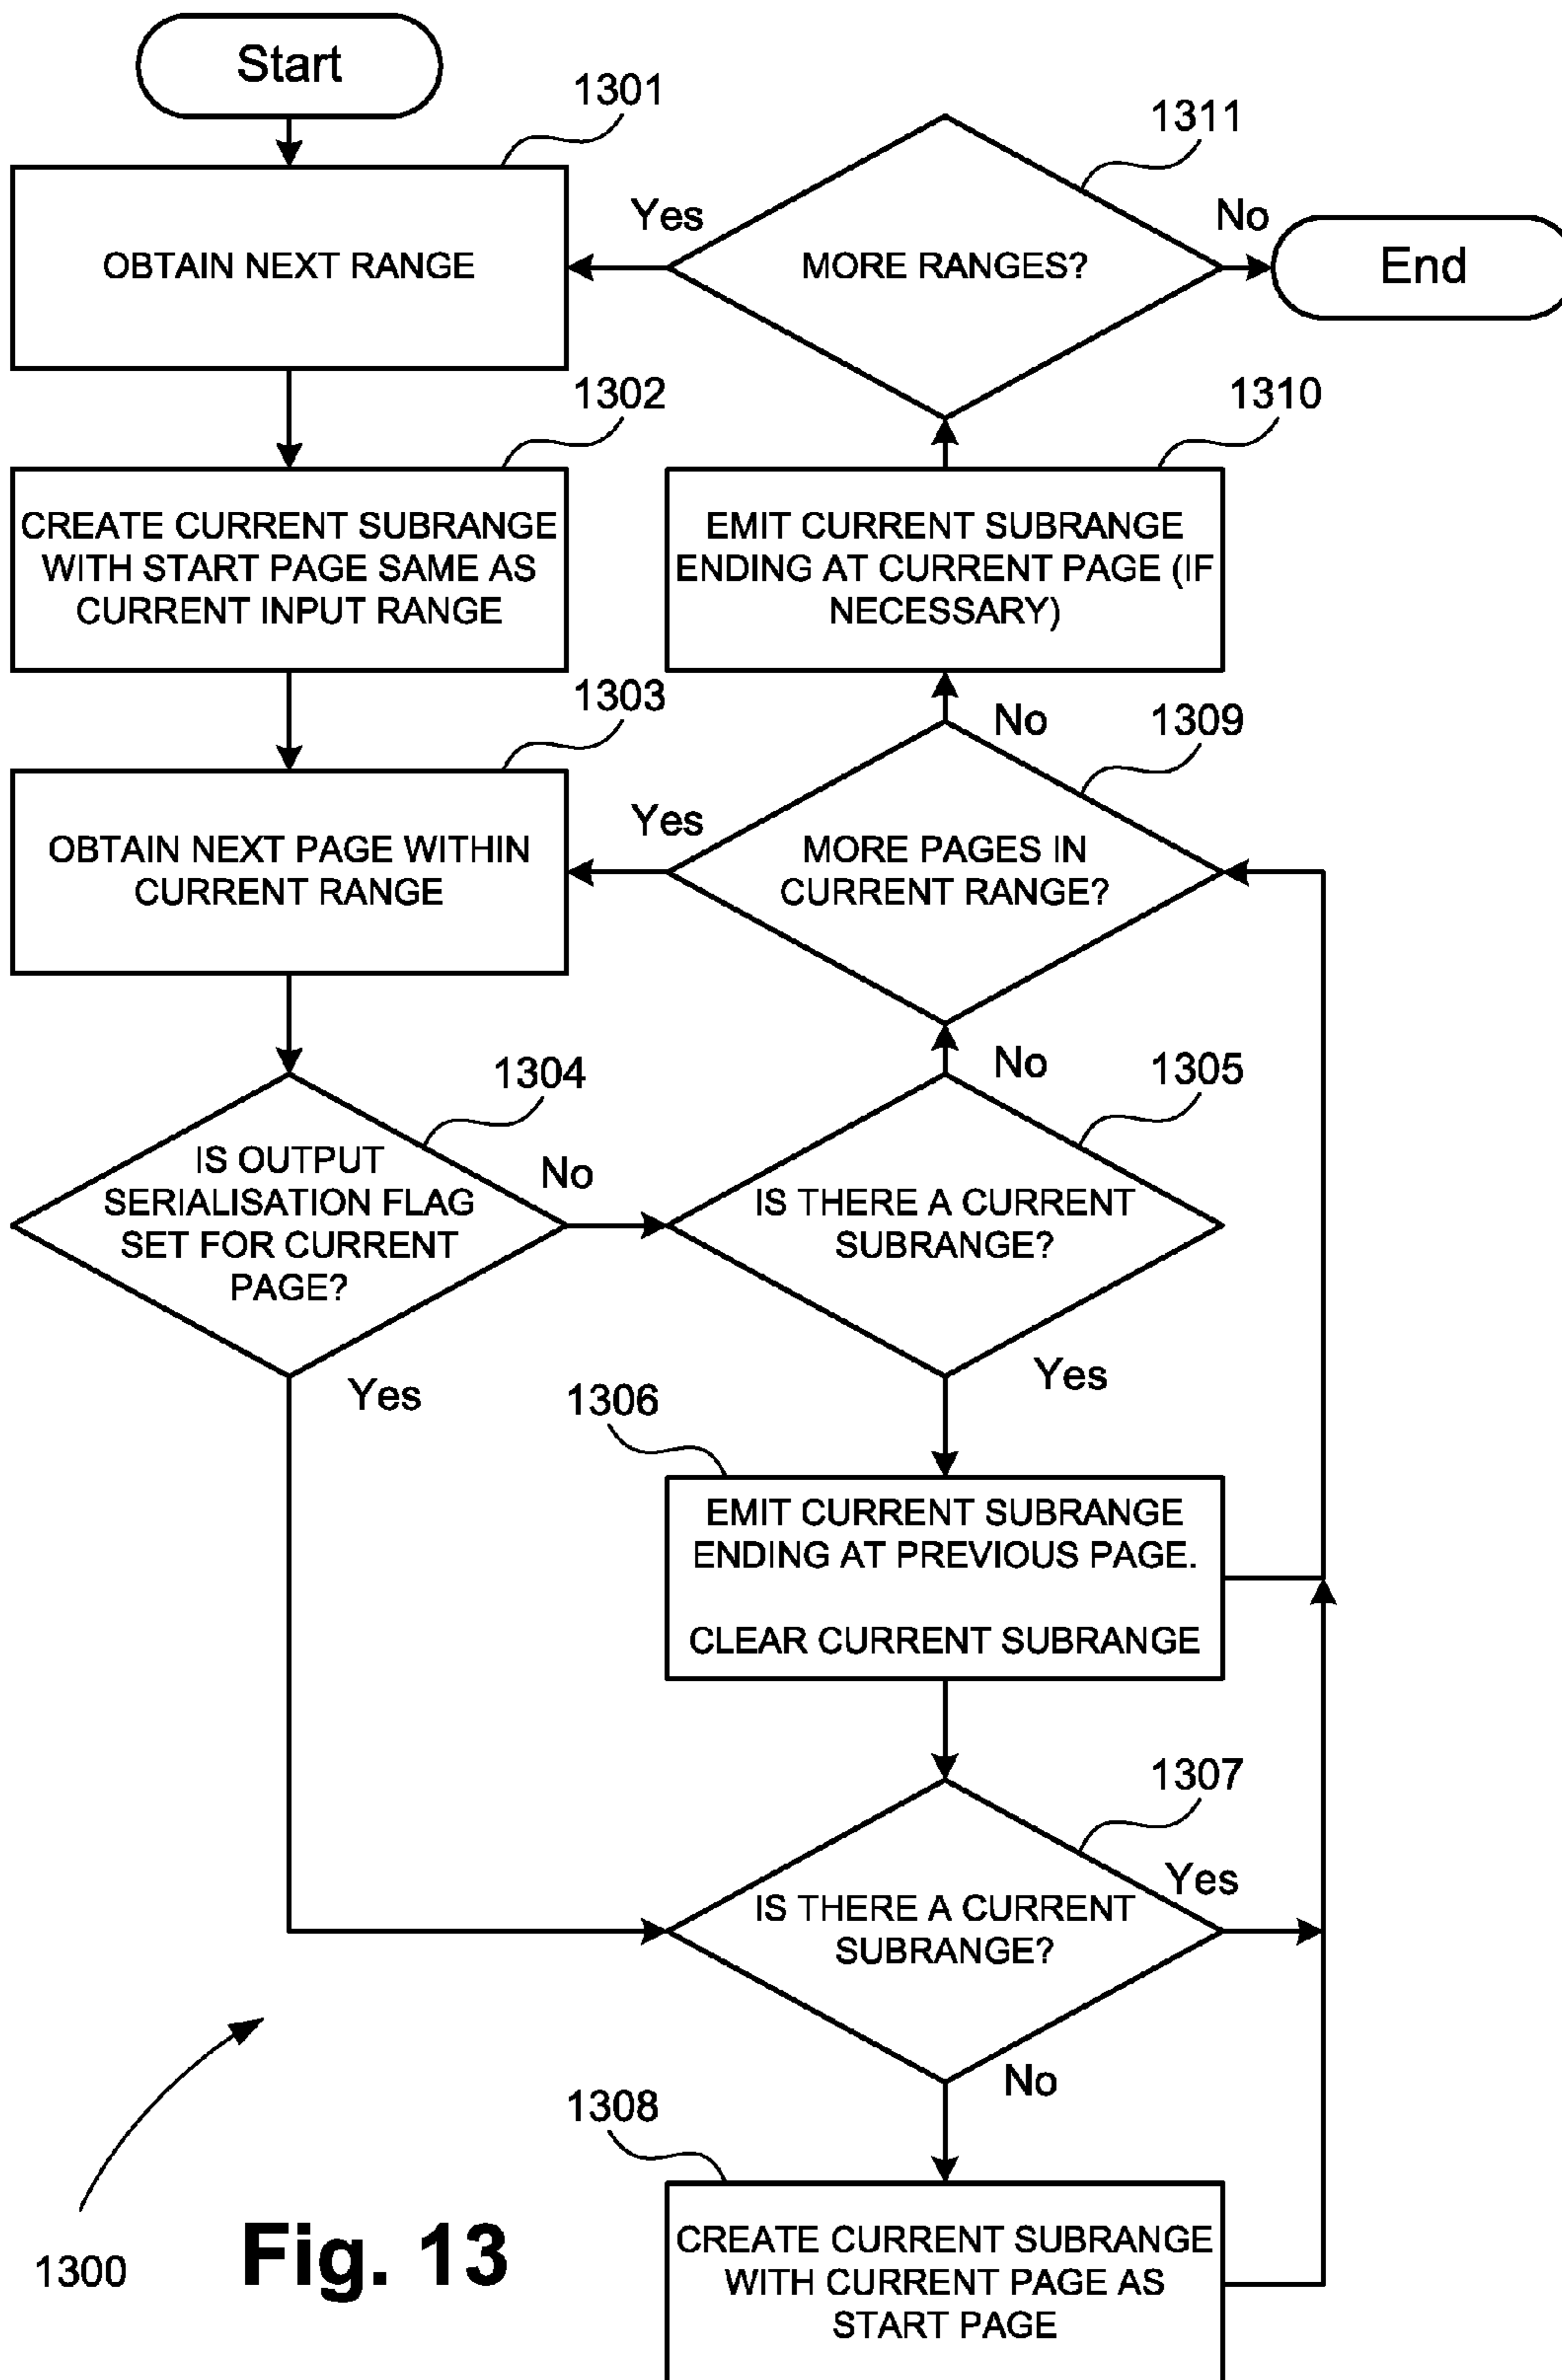 Start
1301
OBTAIN NEXT RANGE
1302
CREATE CURRENT SUBRANGE
WITH START PAGE SAME AS
CURRENT INPUT RANGE
1303
OBTAIN NEXT PAGE WITHIN
CURRENT RANGE
1304
IS OUTPUT
SERIALISATION FLAG
SET FOR CURRENT
PAGE?
No
Yes
1305
IS THERE A CURRENT
SUBRANGE?
No
Yes
1306
EMIT CURRENT SUBRANGE
ENDING AT PREVIOUS PAGE.
CLEAR CURRENT SUBRANGE
1307
IS THERE A CURRENT
SUBRANGE?
Yes
No
1308
CREATE CURRENT SUBRANGE
WITH CURRENT PAGE AS
START PAGE
1309
MORE PAGES IN
CURRENT RANGE?
Yes
No
1310
EMIT CURRENT SUBRANGE
ENDING AT CURRENT PAGE (IF
NECESSARY)
1311
MORE RANGES?
Yes
No
End
1300
Fig. 13